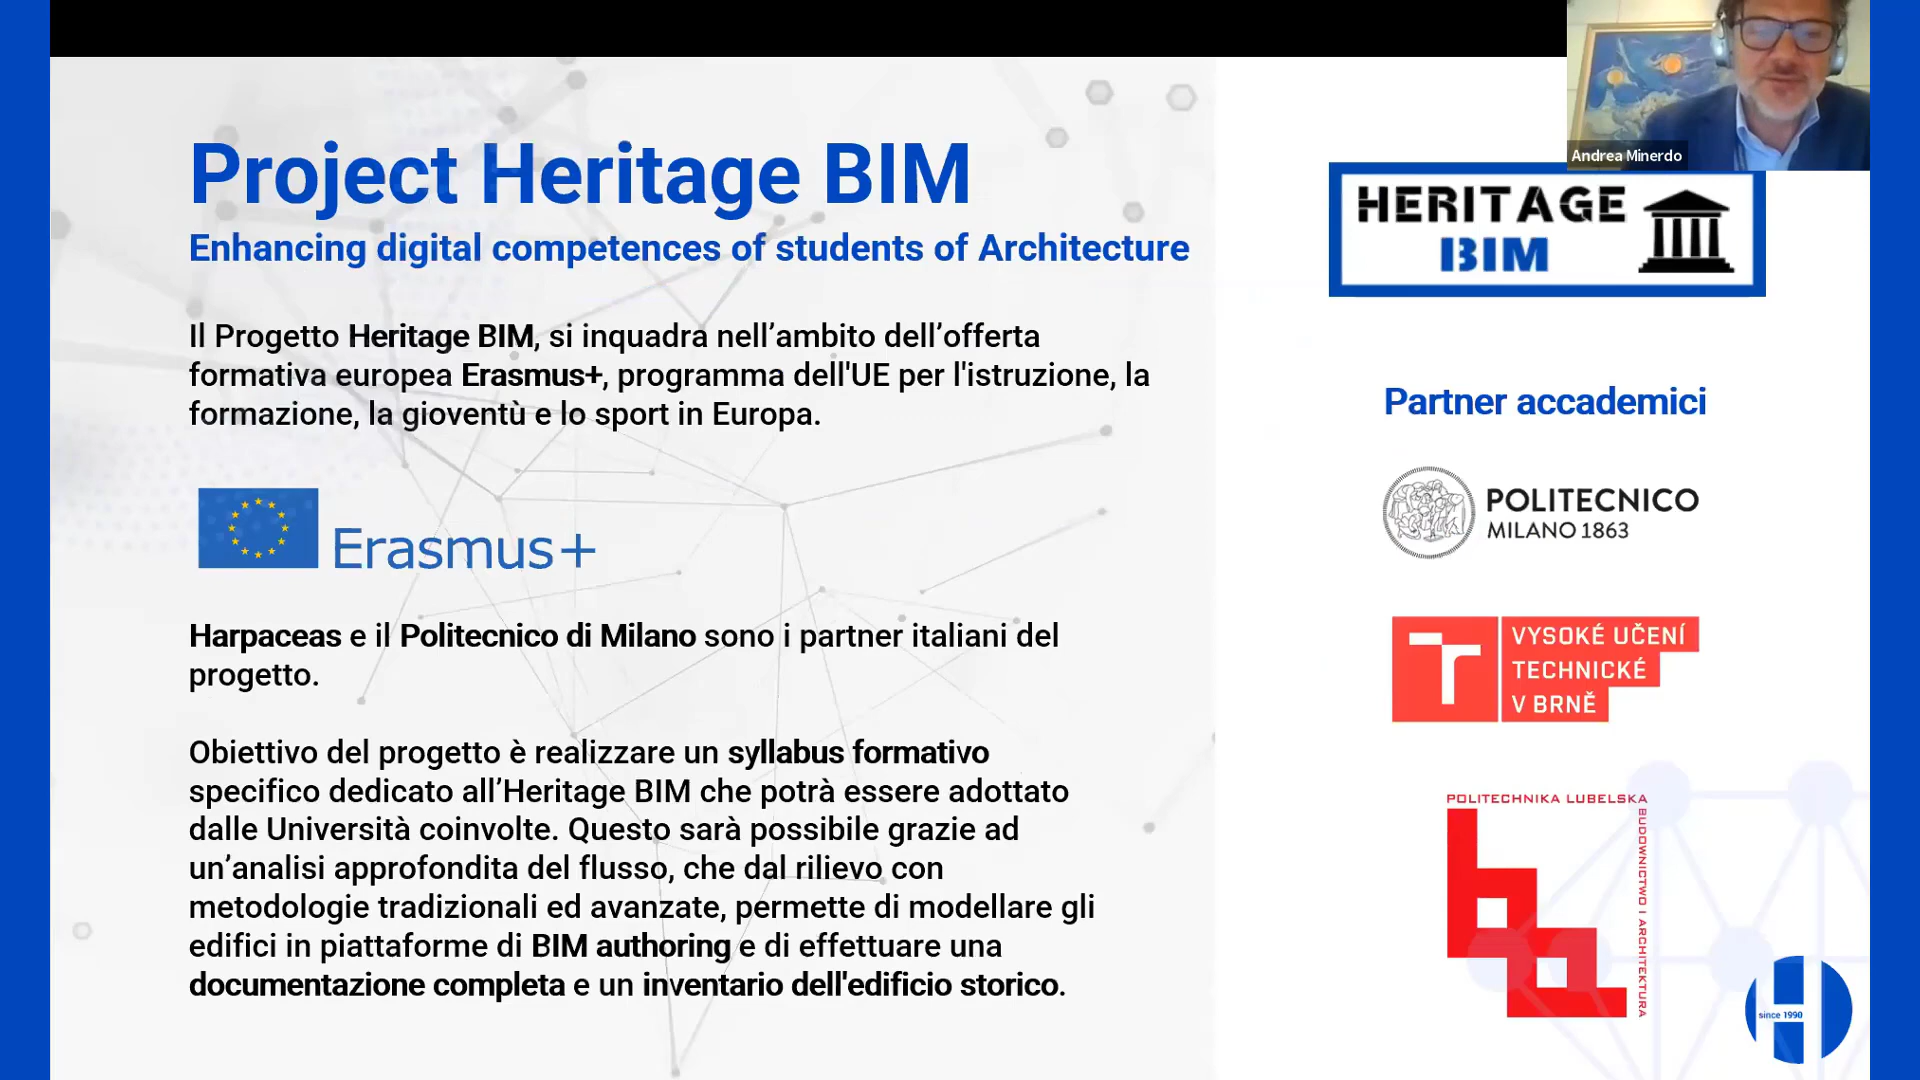 Andrea Minerdo
Project Heritage BIM
Enhancing digital competences of students of Architecture
Il Progetto Heritage BIM, si inquadra nell’ambito dell’offerta
formativa europea Erasmus+, programma dell'UE per l'istruzione, la
formazione, la gioventù e lo sport in Europa.
Erasmus+
Harpaceas e il Politecnico di Milano sono i partner italiani del
progetto.
Obiettivo del progetto è realizzare un syllabus formativo
specifico dedicato all’Heritage BIM che potrà essere adottato
dalle Università coinvolte. Questo sarà possibile grazie ad
un’analisi approfondita del flusso, che dal rilievo con
metodologie tradizionali ed avanzate, permette di modellare gli
edifici in piattaforme di BIM authoring e di effettuare una
documentazione completa e un inventario dell'edificio storico.
HERITAGE
BIM
Partner accademici
POLITECNICO
MILANO 1863
VYSOKÉ UČENÍ
TECHNICKÉ
V BRNĚ
POLITECHNIKA LUBELSKA
BUDOWNICTWO I ARCHITEKTURA
since 1990